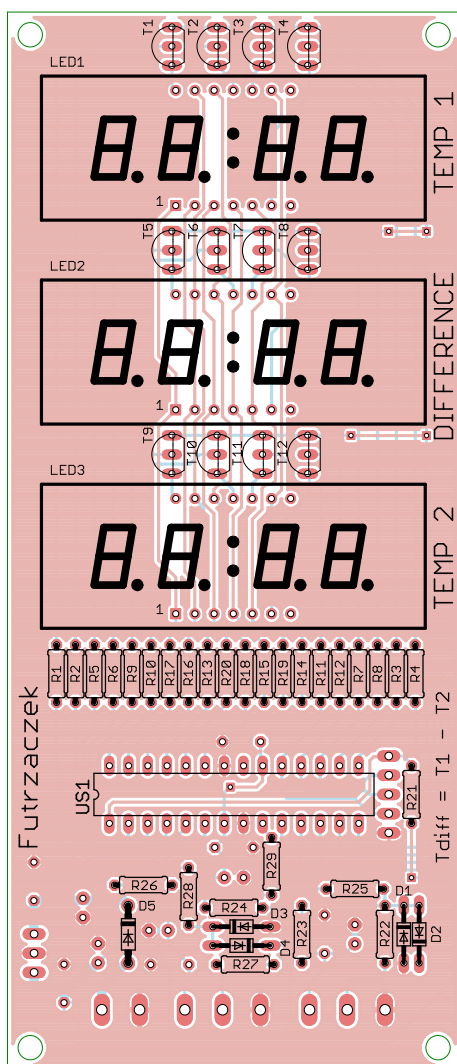 T1 T2 T3 T4
LED1
TEMP 1
1
T5 T6 T7 T8
LED2
DIFFERENCE
1
T9 T10 T11 T12
LED3
TEMP 2
1
R1 R2 R5 R6 R9 R10 R17 R16 R13 R20 R18 R15 R19 R14 R11 R12 R7 R8 R3 R4
Futrzaczek
US1
R21
Tdiff = T1 - T2
R29
R26
R28
R25
R24
D5
D3
D4
R27
R23
R22
D1
D2